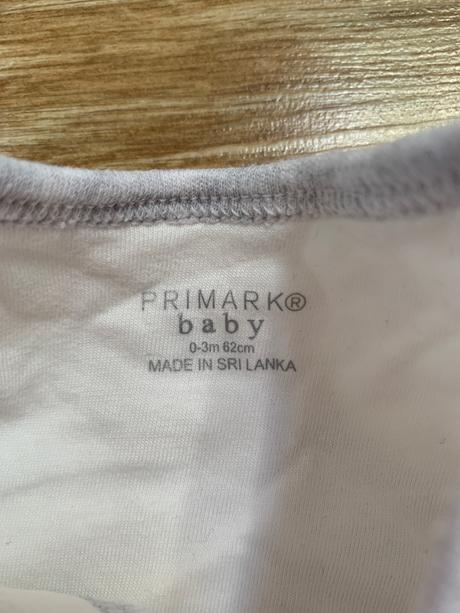 PRIMARK®
baby
0-3m 62cm
MADE IN SRI LANKA